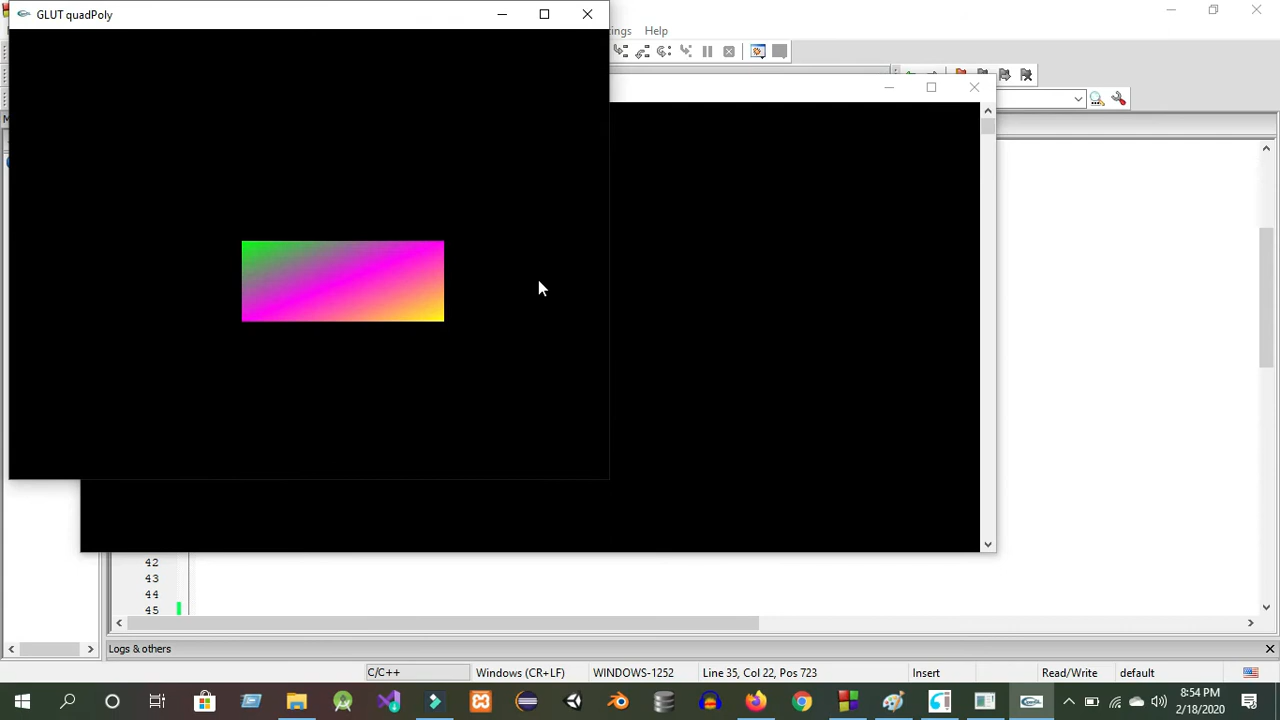 GLUT quadPoly
ings Help
M
42
43
44
45
Logs & others
C/C++ Windows (CR+LF) WINDOWS-1252 Line 35, Col 22, Pos 723 Insert Read/Write default
8:54 PM
2/18/2020